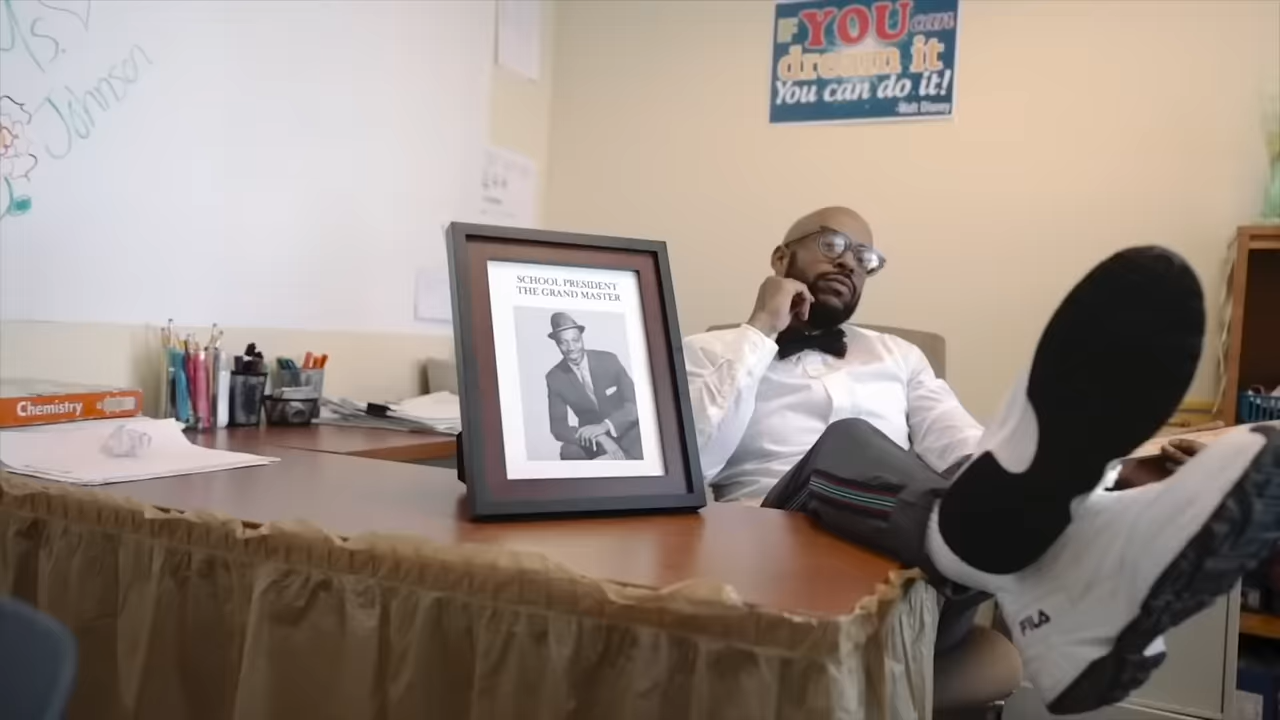 Ms.
Johnson
IF YOU can
dream it
You can do it!
-Walt Disney
SCHOOL PRESIDENT
THE GRAND MASTER
Chemistry
FILA